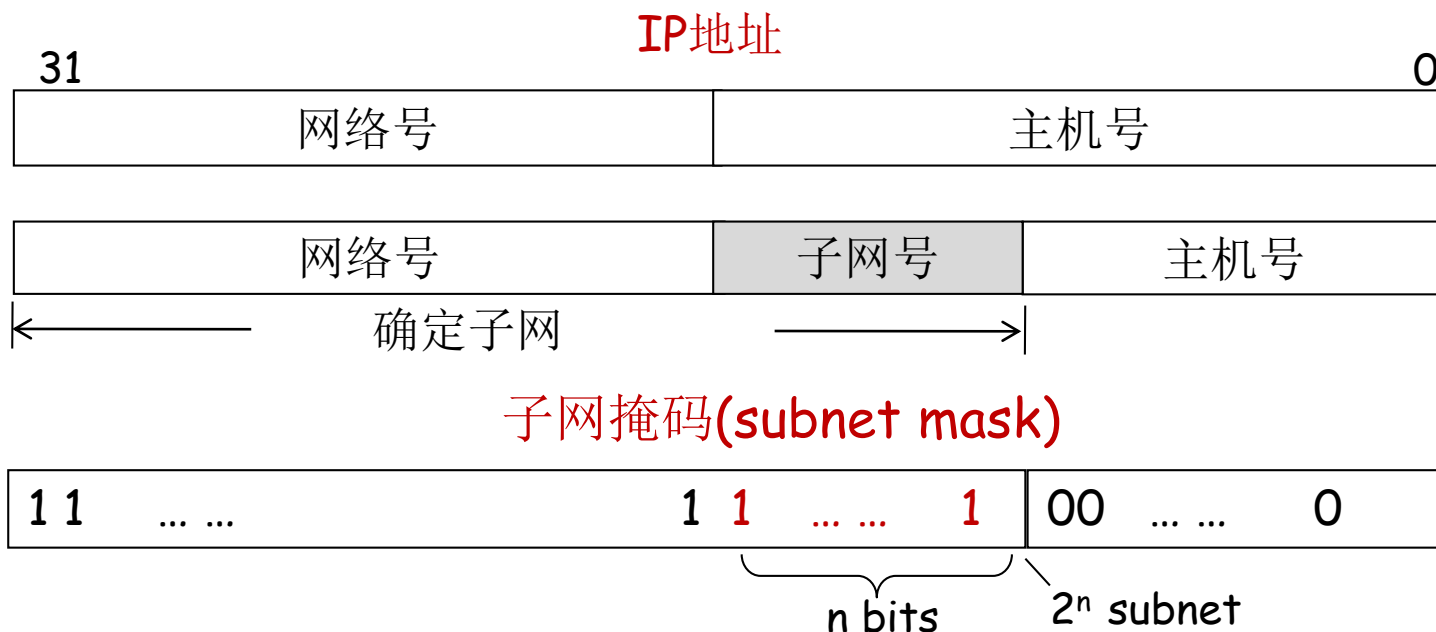 IP地址
31 0
网络号 主机号
网络号 子网号 主机号
确定子网
子网掩码(subnet mask)
1 1 … … 1 1 … … 1 00 … … 0
n bits 2ⁿ subnet